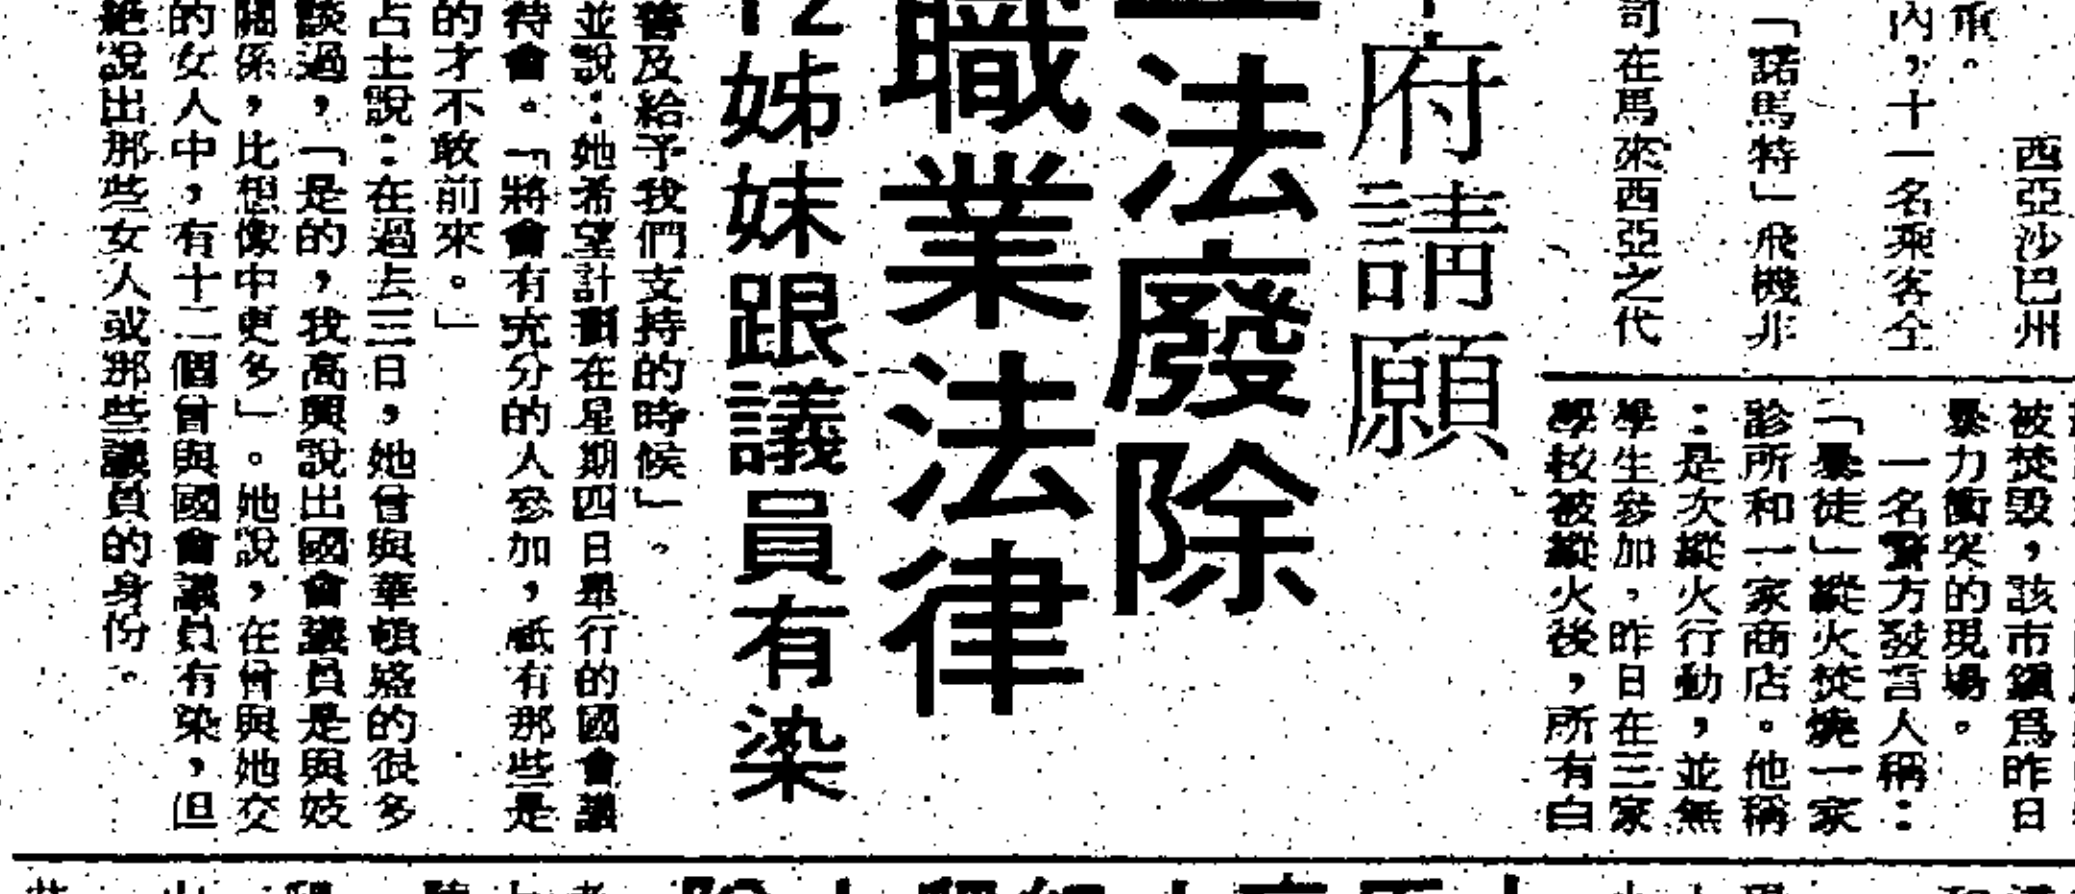 西亞沙巴州
重。
內，十一名乘客全
「諾馬特」飛機非
司在馬來西亞之代
被焚毀，該市鎮爲昨日
暴力衝突的現場。
一名警方發言人稱：
「暴徒」縱火焚燒一家
診所和一家商店。他稱
：是次縱火行動，並無
學生參加，昨日在三家
學校被縱火後，所有白
府請願
法廢除
職業法律
姊妹跟議員有染
普及給予我們支持的時候」。
並說：她希望計劃在星期四日舉行的國會議
待會。「將會有充分的人參加，祇有那些是
的才不敢前來。」
占士說：在過去三日，她曾與華頓盛的很多
談過，「是的，我高興說出國會議員是與妓
關係，比想像中更多」。她說，在曾與她交
的女人中，有十二個曾與國會議員有染，但
絕說出那些女人或那些議員的身份。